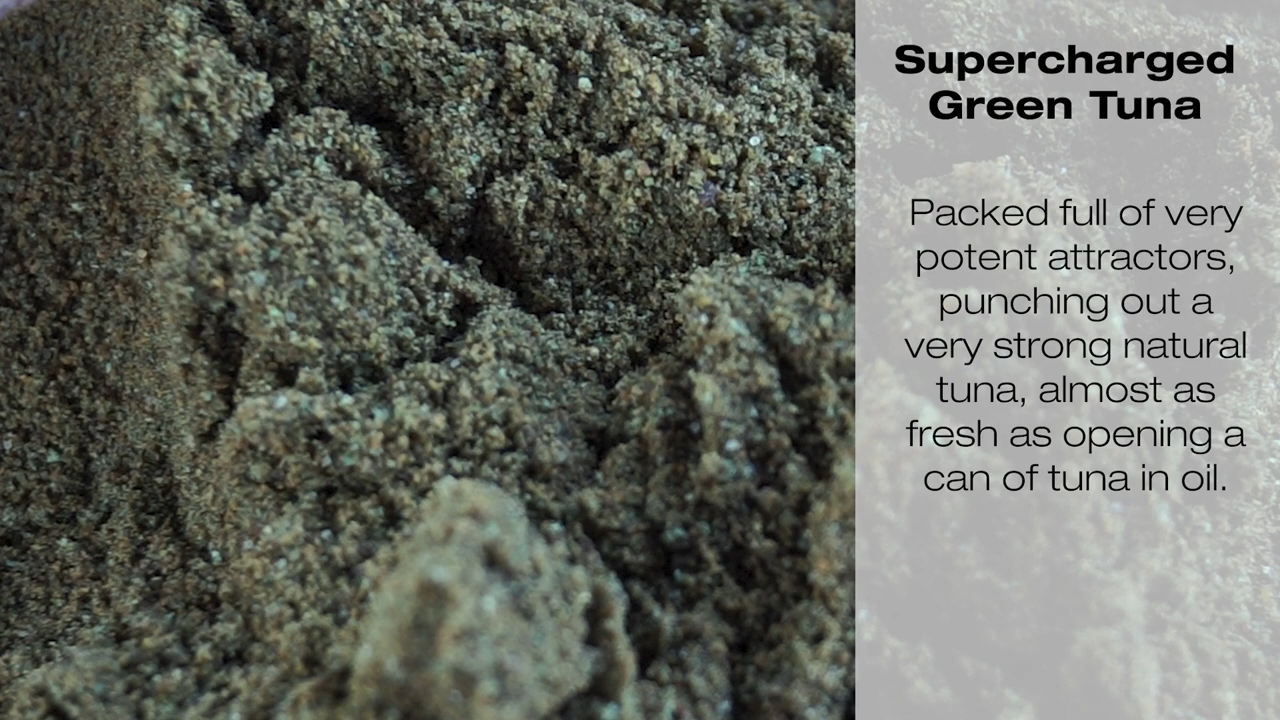 Supercharged
Green Tuna
Packed full of very
potent attractors,
punching out a
very strong natural
tuna, almost as
fresh as opening a
can of tuna in oil.